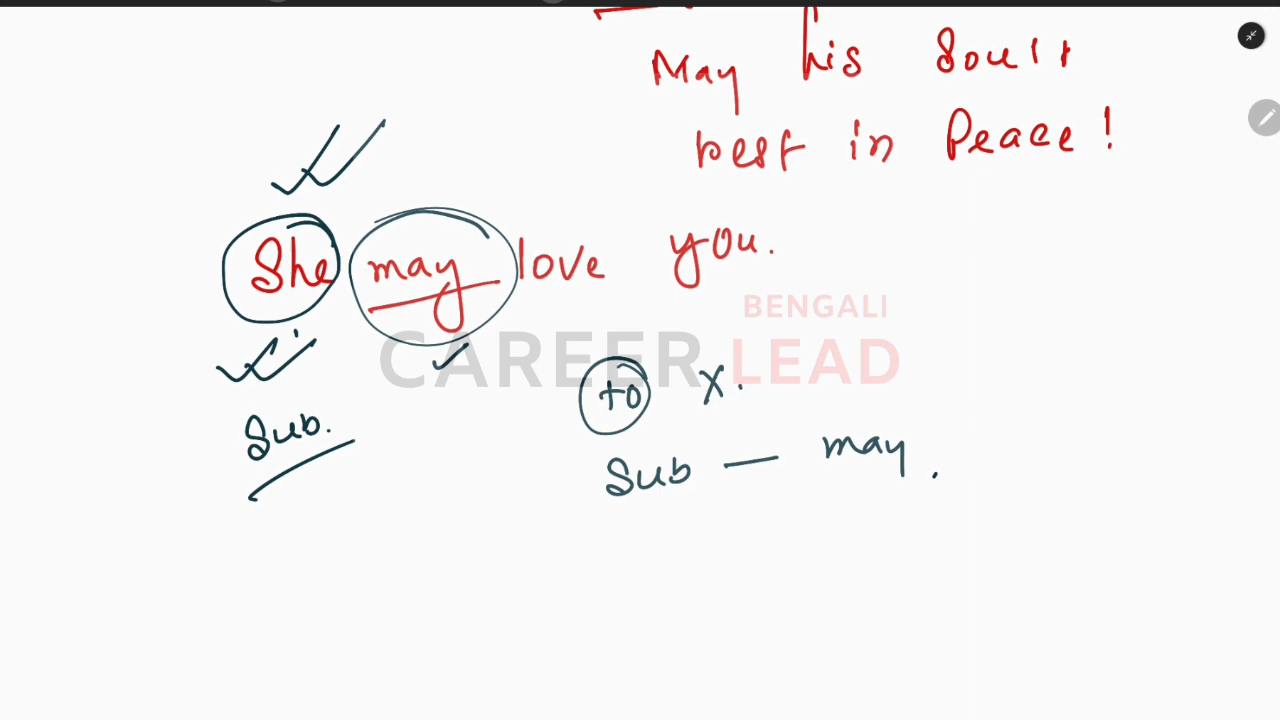 May his Soul
rest in Peace!
She may love you.
BENGALI
CAREER LEAD
to X.
Sub.
Sub — may.